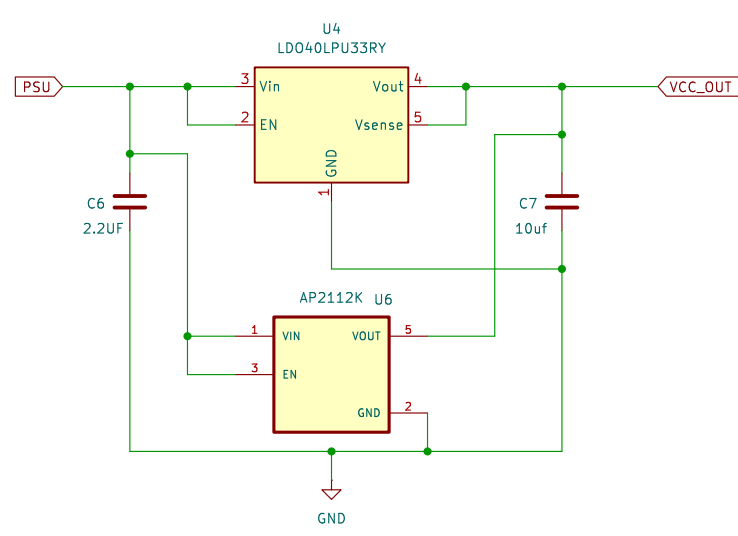 U4
LDO40LPU33RY
PSU
3
Vin
Vout
4
VCC_OUT
2
EN
Vsense
5
GND
1
C6
2.2UF
C7
10uf
AP2112K
U6
1
VIN
VOUT
5
3
EN
GND
2
GND